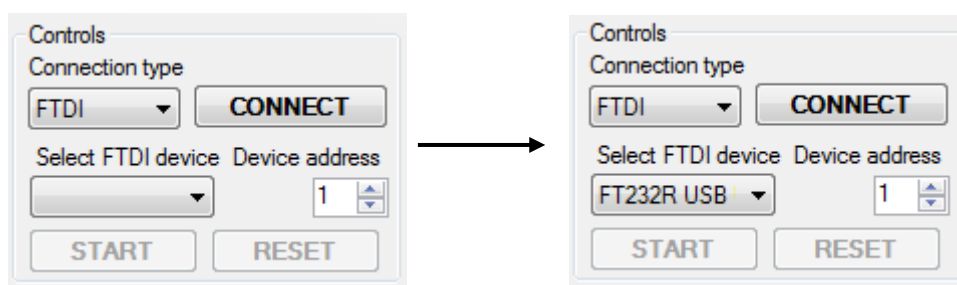 Controls
Connection type
FTDI CONNECT
Select FTDI device Device address
1
START RESET
Controls
Connection type
FTDI CONNECT
Select FTDI device Device address
FT232R USB 1
START RESET